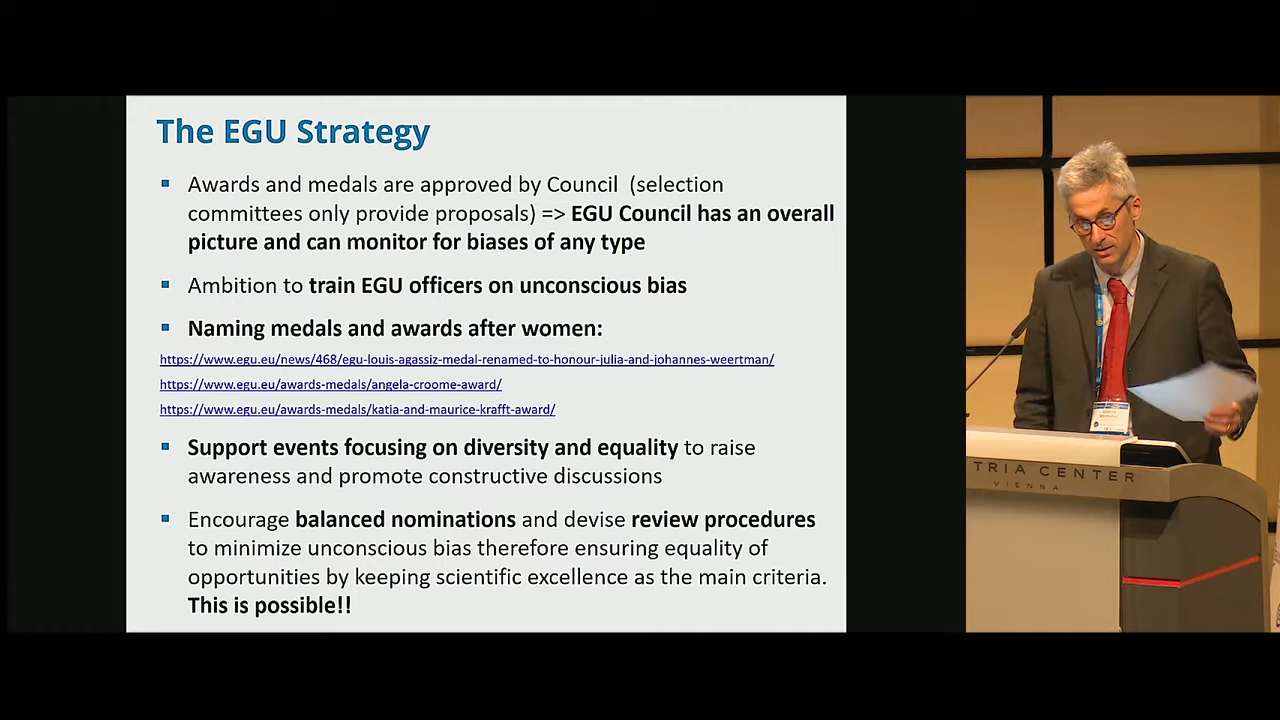 The EGU Strategy
▪ Awards and medals are approved by Council (selection
committees only provide proposals) => EGU Council has an overall
picture and can monitor for biases of any type
▪ Ambition to train EGU officers on unconscious bias
▪ Naming medals and awards after women:
https://www.egu.eu/news/468/egu-louis-agassiz-medal-renamed-to-honour-julia-and-johannes-weertman/
https://www.egu.eu/awards-medals/angela-croome-award/
https://www.egu.eu/awards-medals/katia-and-maurice-krafft-award/
▪ Support events focusing on diversity and equality to raise
awareness and promote constructive discussions
▪ Encourage balanced nominations and devise review procedures
to minimize unconscious bias therefore ensuring equality of
opportunities by keeping scientific excellence as the main criteria.
This is possible!!
TRIA CENTER
VIENNA